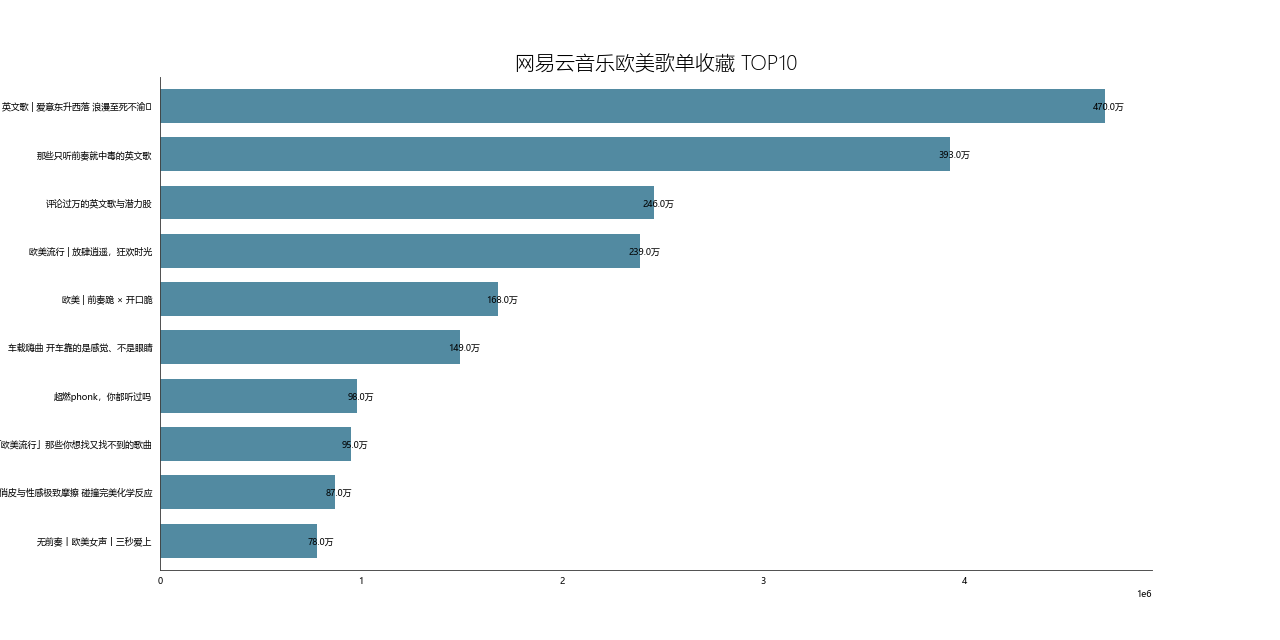 网易云音乐欧美歌单收藏 TOP10
英文歌 | 爱意东升西落 浪漫至死不渝
470.0万
那些只听前奏就中毒的英文歌
393.0万
评论过万的英文歌与潜力股
246.0万
欧美流行 | 放肆逍遥，狂欢时光
239.0万
欧美 | 前奏跪 × 开口脆
168.0万
车载嗨曲 开车靠的是感觉、不是眼睛
149.0万
超燃phonk，你都听过吗
98.0万
欧美流行」那些你想找又找不到的歌曲
95.0万
俏皮与性感极致摩擦 碰撞完美化学反应
87.0万
无前奏丨欧美女声丨三秒爱上
78.0万
0 1 2 3 4
1e6